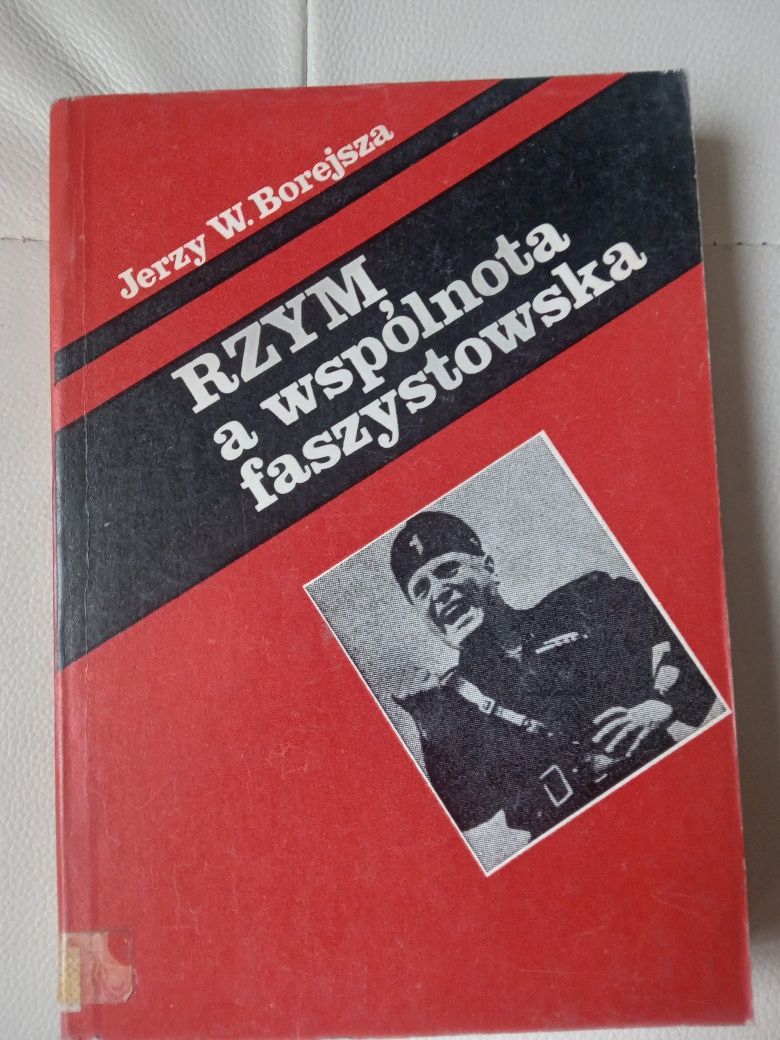 Jerzy W. Borejsza
RZYM
a wspólnota
faszystowska